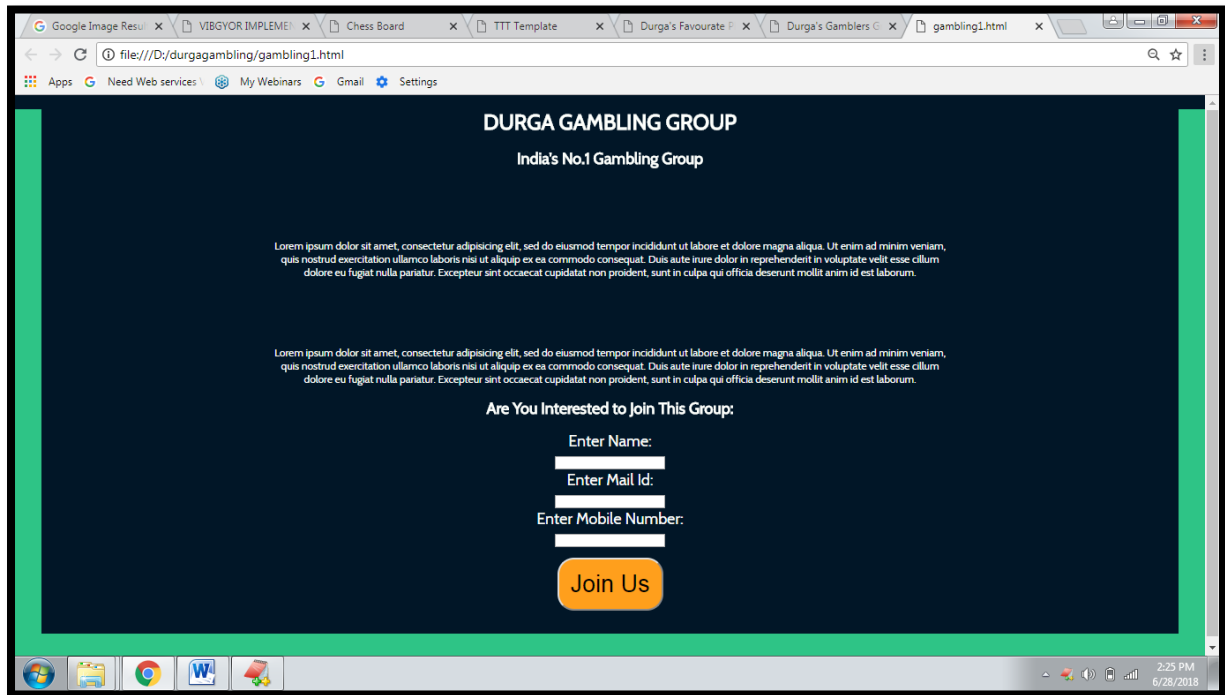 Google Image Resul
VIBGYOR IMPLEMEN
Chess Board
TTT Template
Durga's Favourate P
Durga's Gamblers G
gambling1.html
file:///D:/durgagambling/gambling1.html
Apps
Need Web services \
My Webinars
Gmail
Settings
DURGA GAMBLING GROUP
India's No.1 Gambling Group
Lorem ipsum dolor sit amet, consectetur adipisicing elit, sed do eiusmod tempor incididunt ut labore et dolore magna aliqua. Ut enim ad minim veniam,
quis nostrud exercitation ullamco laboris nisi ut aliquip ex ea commodo consequat. Duis aute irure dolor in reprehenderit in voluptate velit esse cillum
dolore eu fugiat nulla pariatur. Excepteur sint occaecat cupidatat non proident, sunt in culpa qui officia deserunt mollit anim id est laborum.
Lorem ipsum dolor sit amet, consectetur adipisicing elit, sed do eiusmod tempor incididunt ut labore et dolore magna aliqua. Ut enim ad minim veniam,
quis nostrud exercitation ullamco laboris nisi ut aliquip ex ea commodo consequat. Duis aute irure dolor in reprehenderit in voluptate velit esse cillum
dolore eu fugiat nulla pariatur. Excepteur sint occaecat cupidatat non proident, sunt in culpa qui officia deserunt mollit anim id est laborum.
Are You Interested to Join This Group:
Enter Name:
Enter Mail Id:
Enter Mobile Number:
Join Us
2:25 PM
6/28/2018